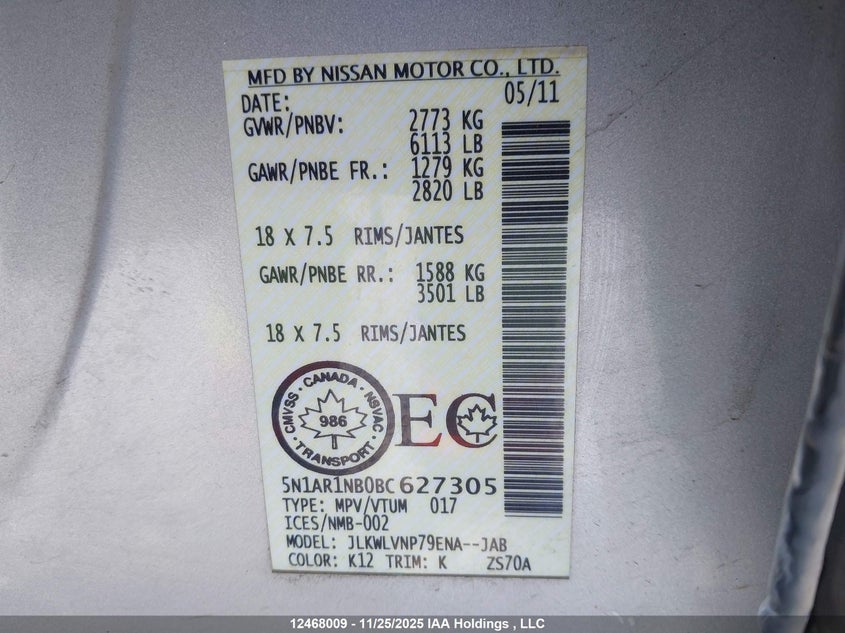 MFD BY NISSAN MOTOR CO., LTD.
DATE: 05/11
GVWR/PNBV: 2773 KG
6113 LB
GAWR/PNBE FR.: 1279 KG
2820 LB
18 X 7.5 RIMS/JANTES
GAWR/PNBE RR.: 1588 KG
3501 LB
18 X 7.5 RIMS/JANTES
CMVSS · CANADA · NSVAC · TRANSPORT ·
986
EC
5N1AR1NB0BC627305
TYPE: MPV/VTUM 017
ICES/NMB-002
MODEL: JLKWLVNP79ENA--JAB
COLOR: K12 TRIM: K ZS70A
12468009 - 11/25/2025 IAA Holdings , LLC